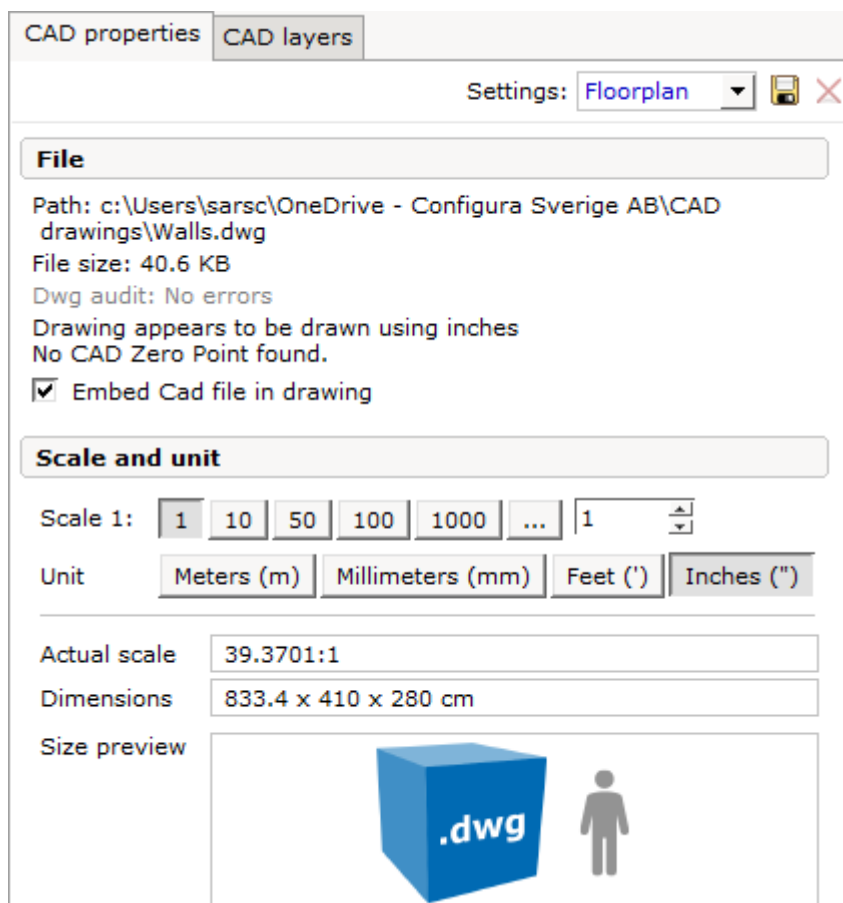 CAD properties CAD layers
Settings: Floorplan
File
Path: c:\Users\sarsc\OneDrive - Configura Sverige AB\CAD
drawings\Walls.dwg
File size: 40.6 KB
Dwg audit: No errors
Drawing appears to be drawn using inches
No CAD Zero Point found.
Embed Cad file in drawing
Scale and unit
Scale 1: 1 10 50 100 1000 ... 1
Unit Meters (m) Millimeters (mm) Feet (') Inches (")
Actual scale 39.3701:1
Dimensions 833.4 x 410 x 280 cm
Size preview
.dwg